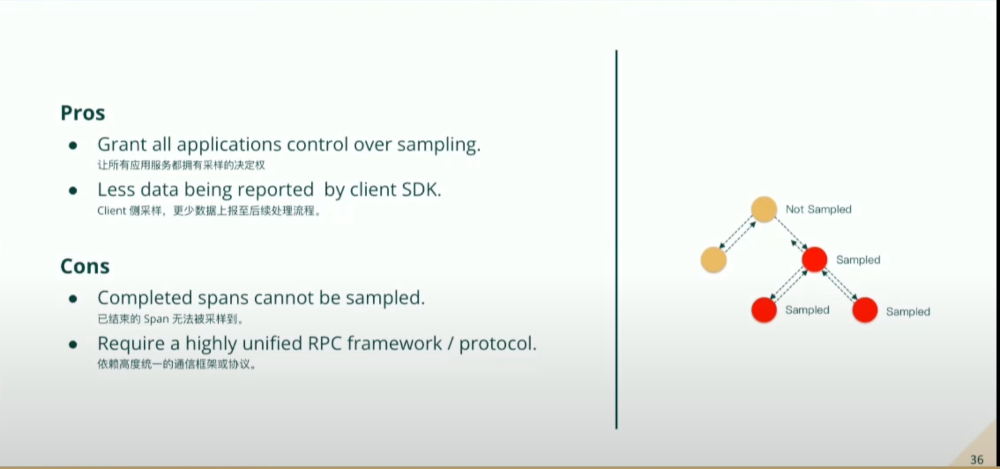 Pros
Grant all applications control over sampling.
让所有应用服务都拥有采样的决定权
Less data being reported  by client SDK.
Client 侧采样，更少数据上报至后续处理流程。
Cons
Completed spans cannot be sampled.
已结束的 Span 无法被采样到。
Require a highly unified RPC framework / protocol.
依赖高度统一的通信框架或协议。
Not Sampled
Sampled
Sampled
Sampled
36